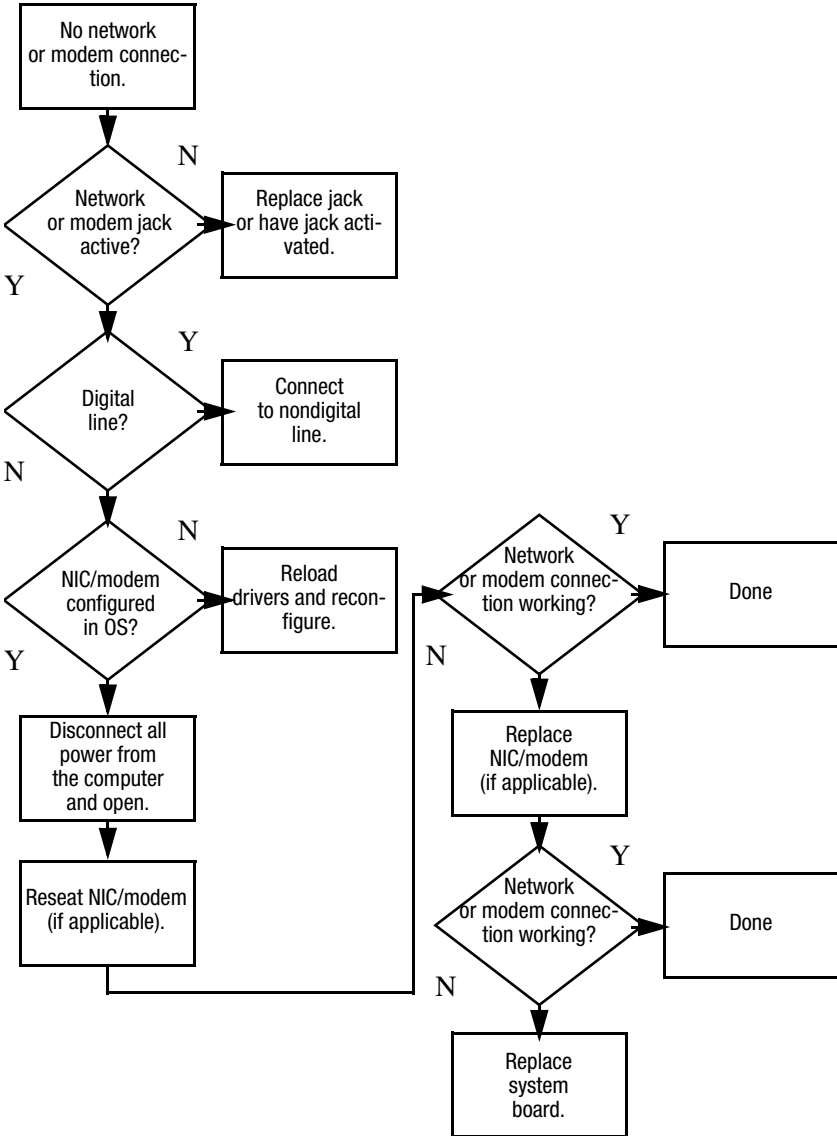 No network
or modem connec-
tion.
N
Network
or modem jack
active?
Replace jack
or have jack acti-
vated.
Y
Y
Digital
line?
Connect
to nondigital
line.
N
N
NIC/modem
configured
in OS?
Reload
drivers and recon-
figure.
Y
Disconnect all
power from
the computer
and open.
Reseat NIC/modem
(if applicable).
Y
Network
or modem connec-
tion working?
Done
N
Replace
NIC/modem
(if applicable).
Y
Network
or modem connec-
tion working?
Done
N
Replace
system
board.